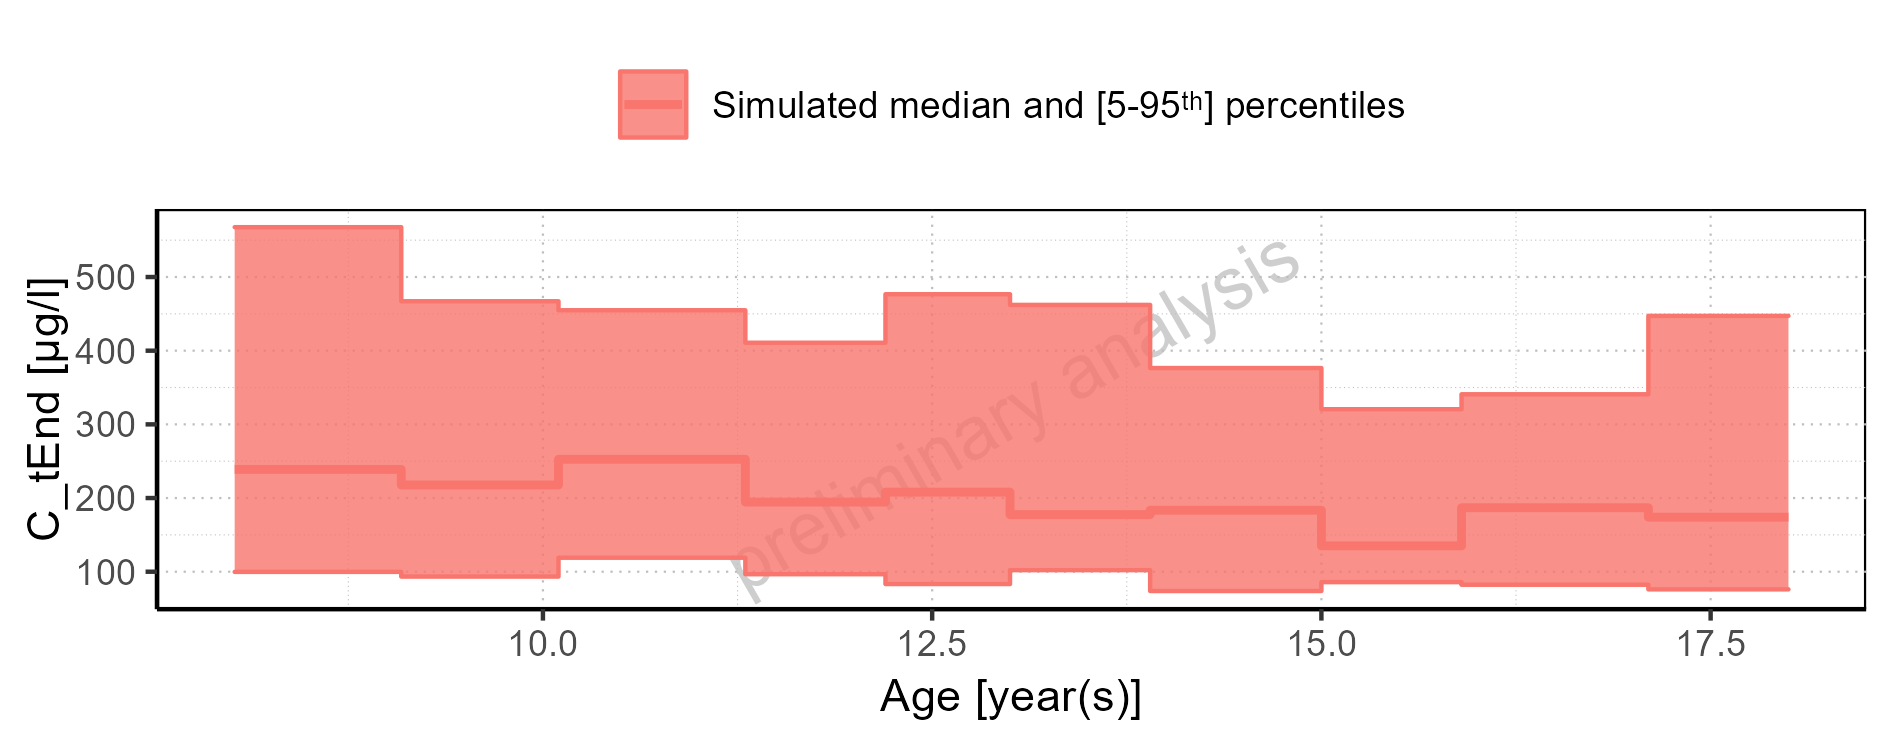 Simulated median and [5-95th] percentiles
C_tEnd [µg/l]
500
400
300
200
100
preliminary analysis
10.0 12.5 15.0 17.5
Age [year(s)]